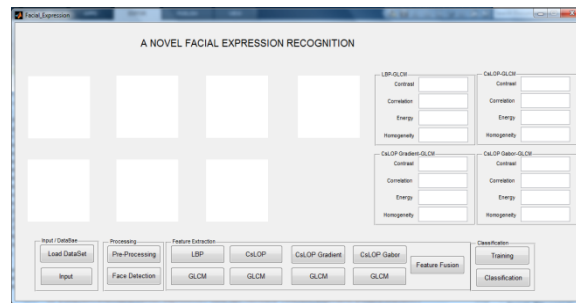 Facial_Expression
A NOVEL FACIAL EXPRESSION RECOGNITION
LBP-GLCM
Contrast
Correlation
Energy
Homogeneity
CsLOP-GLCM
Contrast
Correlation
Energy
Homogeneity
CsLOP Gradient-GLCM
Contrast
Correlation
Energy
Homogeneity
CsLOP Gabor-GLCM
Contrast
Correlation
Energy
Homogeneity
Input / DataBae
Load DataSet
Input
Processing
Pre-Processing
Face Detection
Feature Extraction
LBP
CsLOP
CsLOP Gradient
CsLOP Gabor
GLCM
GLCM
GLCM
GLCM
Feature Fusion
Classification
Training
Classification